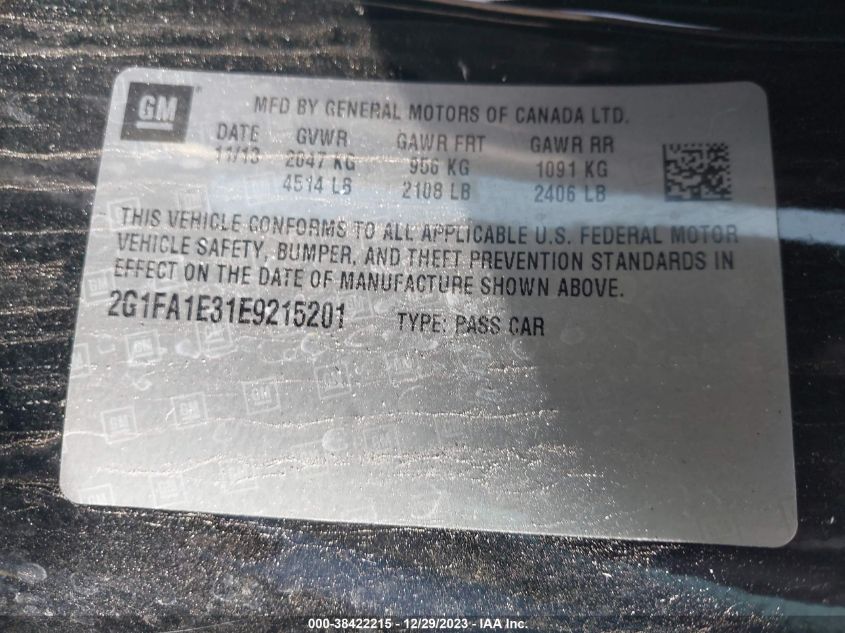 GM
MFD BY GENERAL MOTORS OF CANADA LTD.
DATE GVWR GAWR FRT GAWR RR
11/13 2047 KG 956 KG 1091 KG
4514 LB 2108 LB 2406 LB
THIS VEHICLE CONFORMS TO ALL APPLICABLE U.S. FEDERAL MOTOR
VEHICLE SAFETY, BUMPER, AND THEFT PREVENTION STANDARDS IN
EFFECT ON THE DATE OF MANUFACTURE SHOWN ABOVE.
2G1FA1E31E9215201 TYPE: PASS CAR
000-38422215 - 12/29/2023 - IAA Inc.